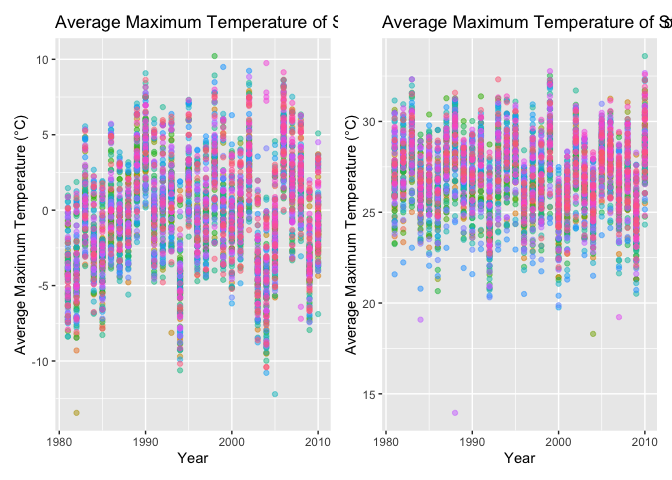 Average Maximum Temperature of S
Average Maximum Temperature (°C)
10
5
0
-5
-10
1980
1990
2000
2010
Year
Average Maximum Temperature of S
Average Maximum Temperature (°C)
30
25
20
15
1980
1990
2000
2010
Year